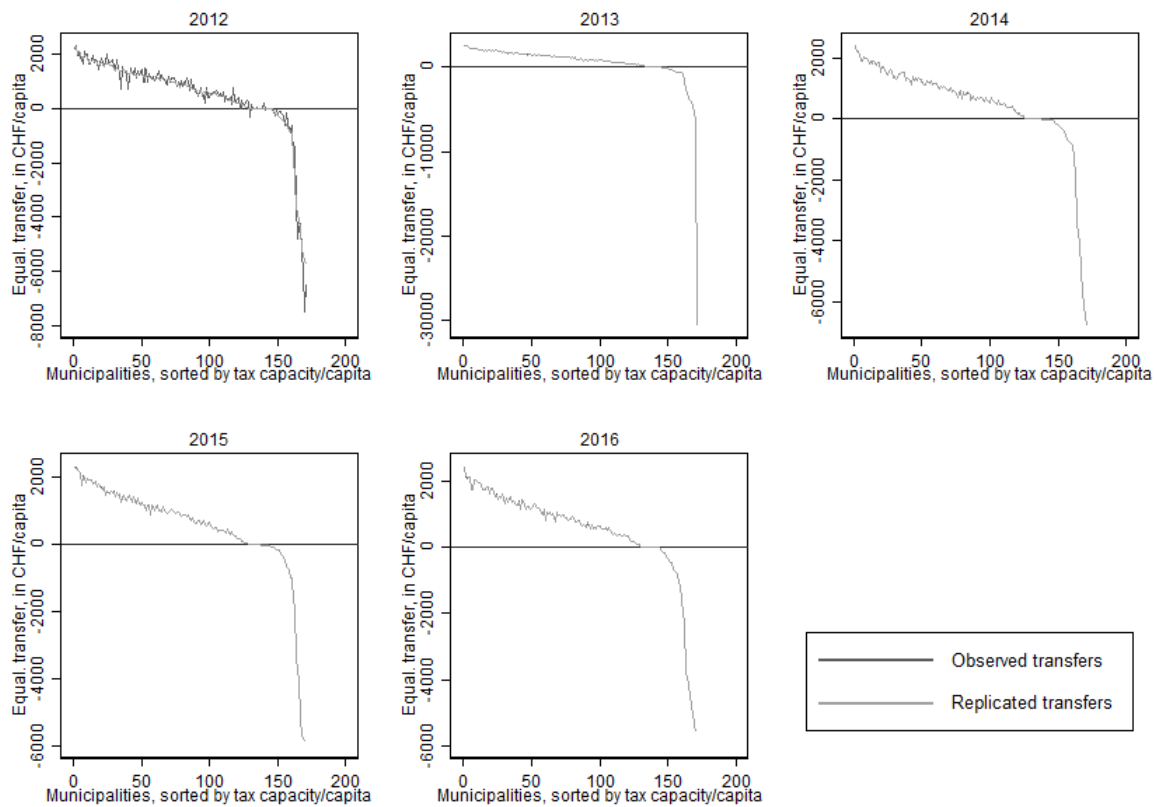 2012
Equal. transfer, in CHF/capita
2000
0
-2000
-4000
-6000
-8000
0 50 100 150 200
Municipalities, sorted by tax capacity/capita
2013
Equal. transfer, in CHF/capita
0
-10000
-20000
-30000
0 50 100 150 200
Municipalities, sorted by tax capacity/capita
2014
Equal. transfer, in CHF/capita
2000
0
-2000
-4000
-6000
0 50 100 150 200
Municipalities, sorted by tax capacity/capita
2015
Equal. transfer, in CHF/capita
2000
0
-2000
-4000
-6000
0 50 100 150 200
Municipalities, sorted by tax capacity/capita
2016
Equal. transfer, in CHF/capita
2000
0
-2000
-4000
-6000
0 50 100 150 200
Municipalities, sorted by tax capacity/capita
Observed transfers
Replicated transfers